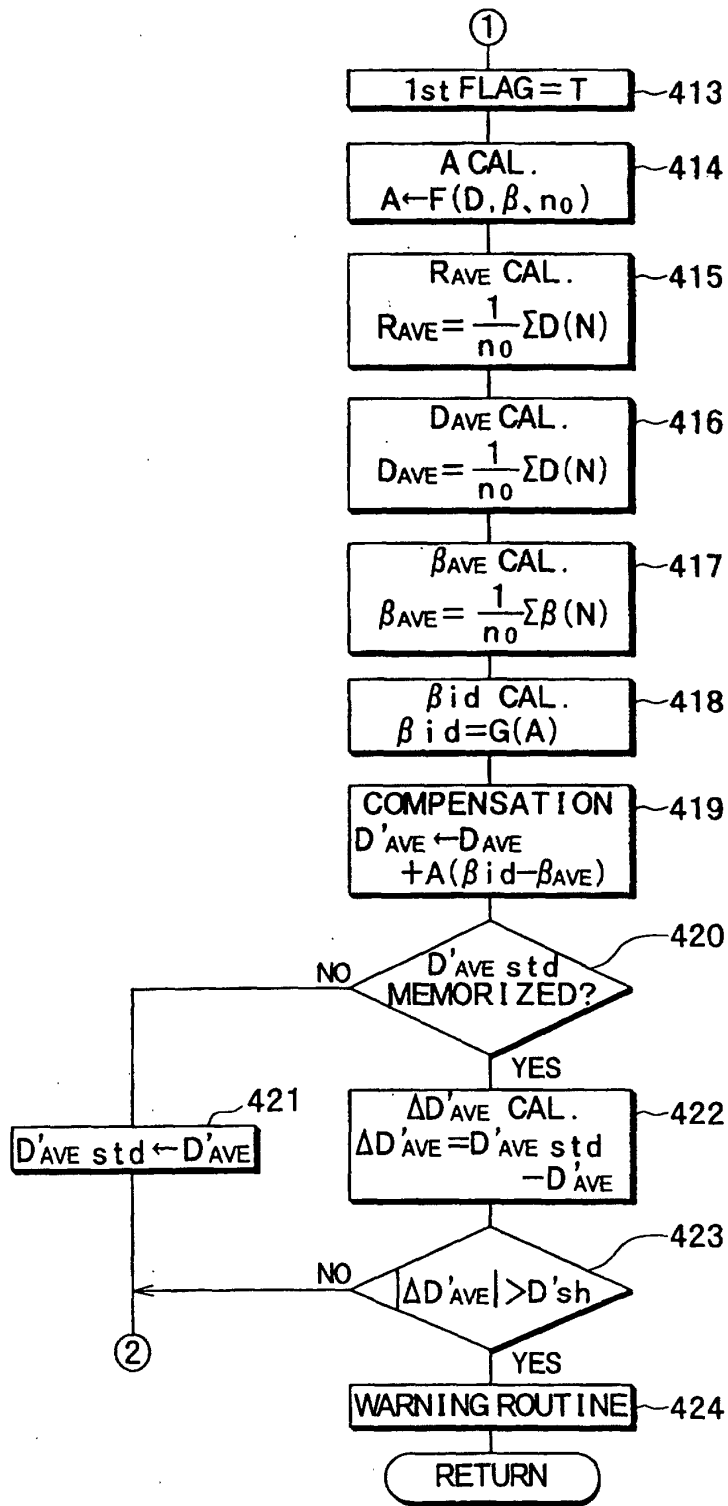 1
1st FLAG=T
413
A CAL.
A←F(D, β、n0)
414
RAVE CAL.
RAVE= 1/n0 ΣD(N)
415
DAVE CAL.
DAVE= 1/n0 ΣD(N)
416
βAVE CAL.
βAVE= 1/n0 Σβ(N)
417
βid CAL.
βid=G(A)
418
COMPENSATION
D'AVE←DAVE
+A(βid-βAVE)
419
D'AVE std
MEMORIZED?
420
NO
YES
D'AVE std←D'AVE
421
ΔD'AVE CAL.
ΔD'AVE=D'AVE std
-D'AVE
422
|ΔD'AVE|>D'sh
423
NO
YES
2
WARNING ROUTINE
424
RETURN